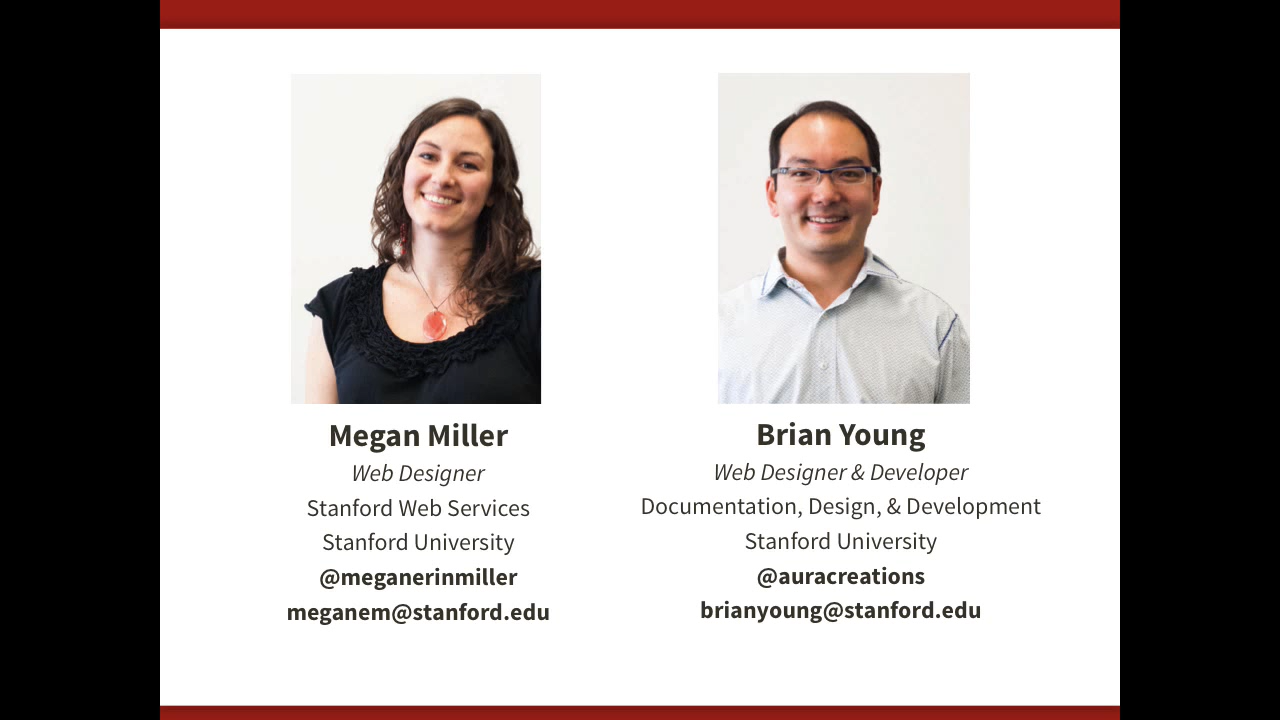 Megan Miller
Web Designer
Stanford Web Services
Stanford University
@meganerinmiller
meganem@stanford.edu
Brian Young
Web Designer & Developer
Documentation, Design, & Development
Stanford University
@auracreations
brianyoung@stanford.edu